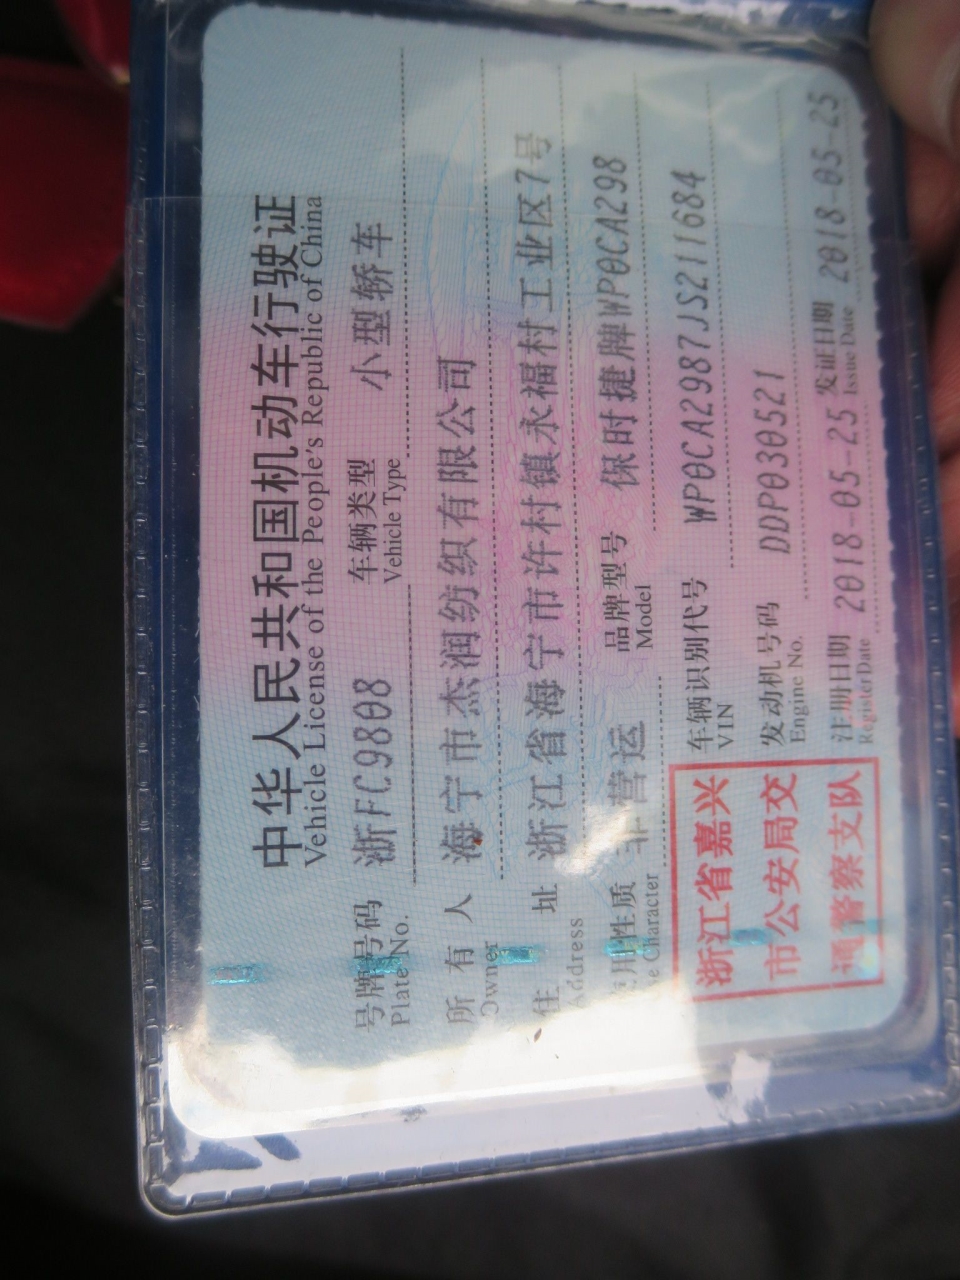 中华人民共和国机动车行驶证
Vehicle License of the People's Republic of China
号牌号码 浙FC9808 车辆类型 小型轿车
Plate No. Vehicle Type
所有人 海宁市杰润纺织有限公司
Owner
住址 浙江省海宁市许村镇永福村工业区7号
Address
使用性质 非营运 品牌型号 保时捷牌WP0CA298
Character Model
浙江省嘉兴
市公安局交
通警察支队
车辆识别代号 WP0CA2987JS211684
VIN
发动机号码 DDP030521
Engine No.
注册日期 2018-05-25 发证日期 2018-05-25
Register Date Issue Date